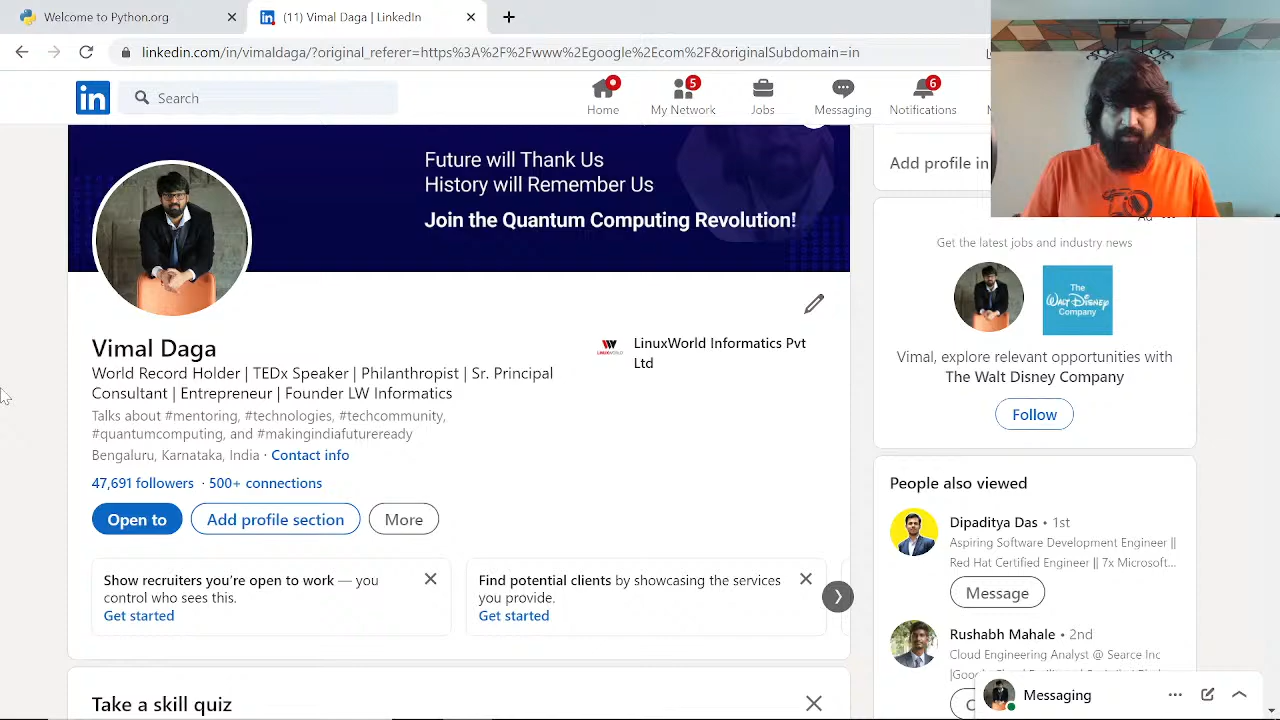 Welcome to Python.org
(11) Vimal Daga | LinkedIn
=http%3A%2F%2Fwww%2Egoogle%2Ecom%2F&originalSubdomain=in
in
Search
Home
5
My Network
Jobs
Messaging
6
Notifications
Future will Thank Us
History will Remember Us
Join the Quantum Computing Revolution!
Add profile in
Ad
Get the latest jobs and industry news
The
Walt Disney
Company
Vimal, explore relevant opportunities with
The Walt Disney Company
Follow
Vimal Daga
World Record Holder | TEDx Speaker | Philanthropist | Sr. Principal
Consultant | Entrepreneur | Founder LW Informatics
Talks about #mentoring, #technologies, #techcommunity,
#quantumcomputing, and #makingindiafutureready
Bengaluru, Karnataka, India · Contact info
47,691 followers · 500+ connections
LINUXWORLD
LinuxWorld Informatics Pvt
Ltd
Open to
Add profile section
More
Show recruiters you're open to work — you
control who sees this.
Get started
Find potential clients by showcasing the services
you provide.
Get started
Take a skill quiz
People also viewed
Dipaditya Das • 1st
Aspiring Software Development Engineer ||
Red Hat Certified Engineer || 7x Microsoft...
Message
Rushabh Mahale • 2nd
Cloud Engineering Analyst @ Searce Inc
Messaging